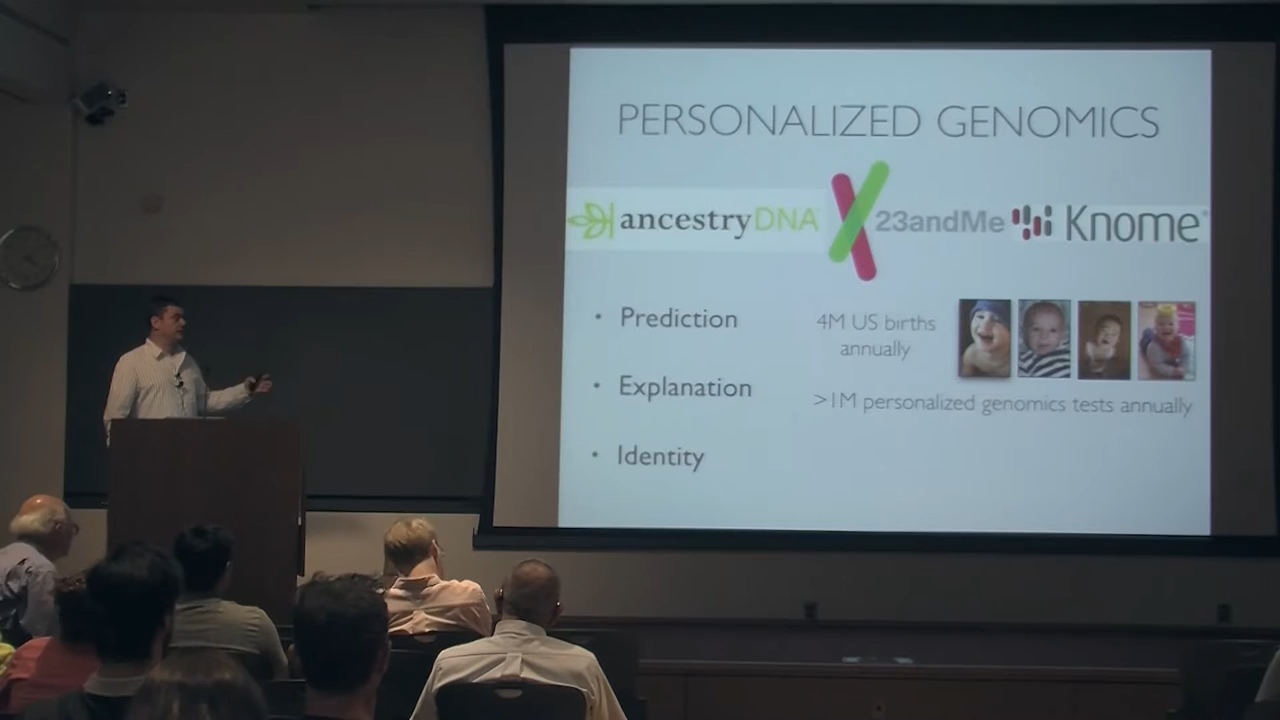 PERSONALIZED GENOMICS
ancestryDNA 23andMe Knome
• Prediction
4M US births
annually
• Explanation
>1M personalized genomics tests annually
• Identity